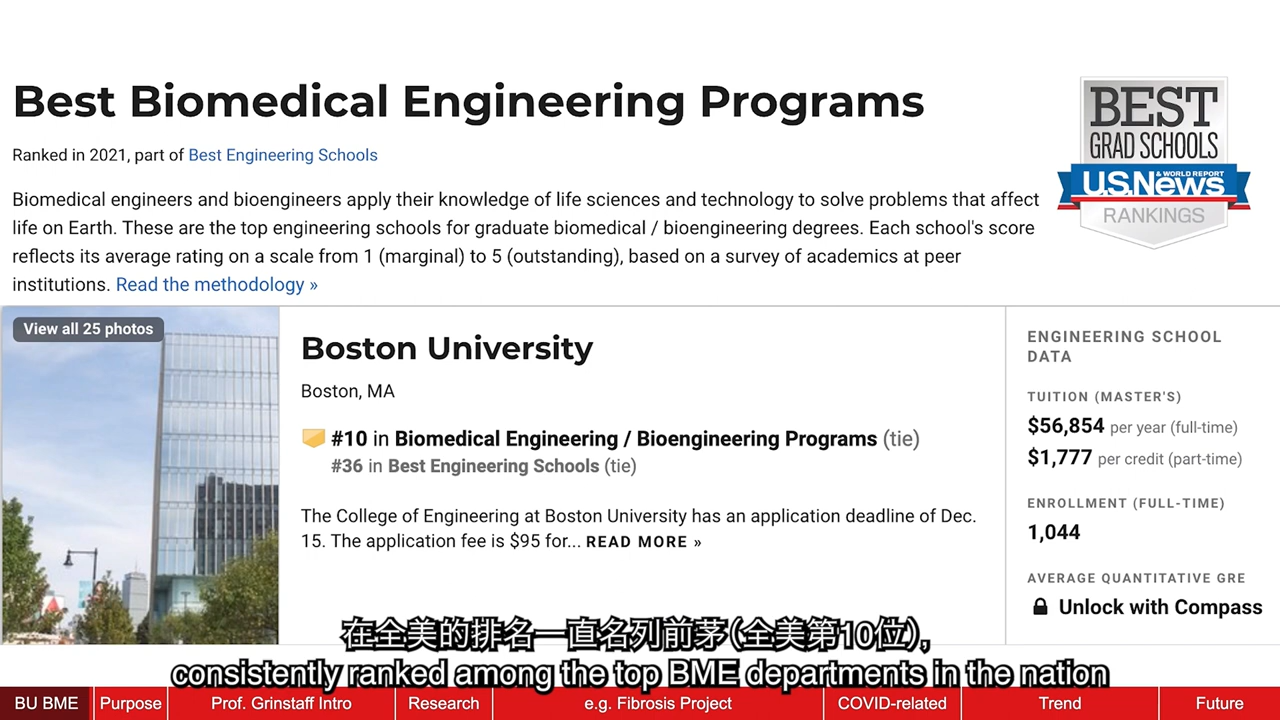 Best Biomedical Engineering Programs
Ranked in 2021, part of Best Engineering Schools
Biomedical engineers and bioengineers apply their knowledge of life sciences and technology to solve problems that affect
life on Earth. These are the top engineering schools for graduate biomedical / bioengineering degrees. Each school's score
reflects its average rating on a scale from 1 (marginal) to 5 (outstanding), based on a survey of academics at peer
institutions. Read the methodology »
BEST
GRAD SCHOOLS
U.S.News & WORLD REPORT
RANKINGS
View all 25 photos
Boston University
Boston, MA
#10 in Biomedical Engineering / Bioengineering Programs (tie)
#36 in Best Engineering Schools (tie)
The College of Engineering at Boston University has an application deadline of Dec.
15. The application fee is $95 for... READ MORE »
ENGINEERING SCHOOL
DATA
TUITION (MASTER'S)
$56,854 per year (full-time)
$1,777 per credit (part-time)
ENROLLMENT (FULL-TIME)
1,044
AVERAGE QUANTITATIVE GRE
Unlock with Compass
在全美的排名一直名列前茅（全美第10位），
consistently ranked among the top BME departments in the nation
BU BME
Purpose
Prof. Grinstaff Intro
Research
e.g. Fibrosis Project
COVID-related
Trend
Future